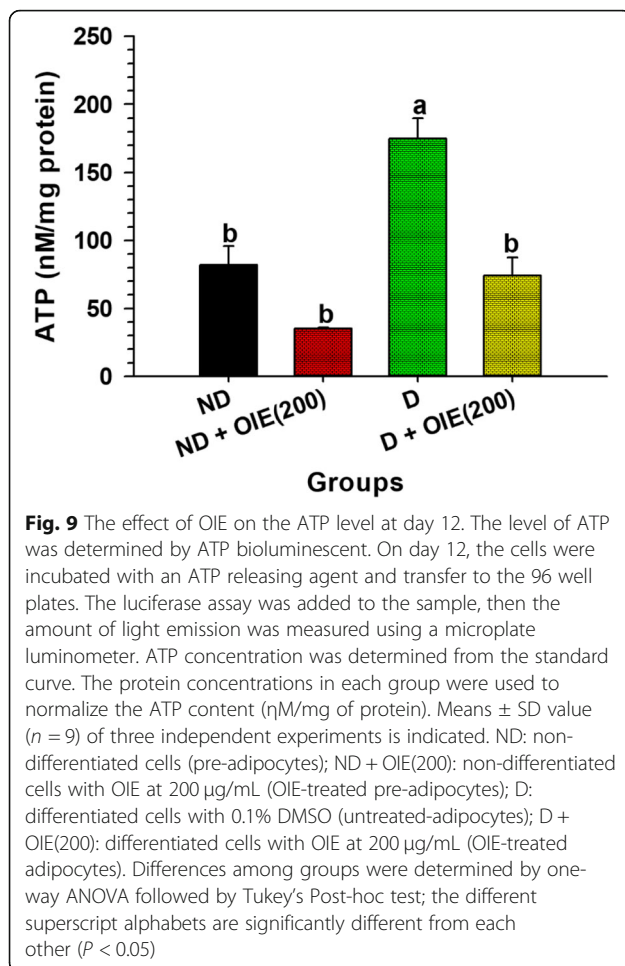 250
200
150
100
50
0
ATP (nM/mg protein)
b
b
a
b
ND
ND + OIE(200)
D
D + OIE(200)
Groups
Fig. 9 The effect of OIE on the ATP level at day 12. The level of ATP
was determined by ATP bioluminescent. On day 12, the cells were
incubated with an ATP releasing agent and transfer to the 96 well
plates. The luciferase assay was added to the sample, then the
amount of light emission was measured using a microplate
luminometer. ATP concentration was determined from the standard
curve. The protein concentrations in each group were used to
normalize the ATP content (ηM/mg of protein). Means ± SD value
(n = 9) of three independent experiments is indicated. ND: non-
differentiated cells (pre-adipocytes); ND + OIE(200): non-differentiated
cells with OIE at 200 μg/mL (OIE-treated pre-adipocytes); D:
differentiated cells with 0.1% DMSO (untreated-adipocytes); D +
OIE(200): differentiated cells with OIE at 200 μg/mL (OIE-treated
adipocytes). Differences among groups were determined by one-
way ANOVA followed by Tukey's Post-hoc test; the different
superscript alphabets are significantly different from each
other (P < 0.05)